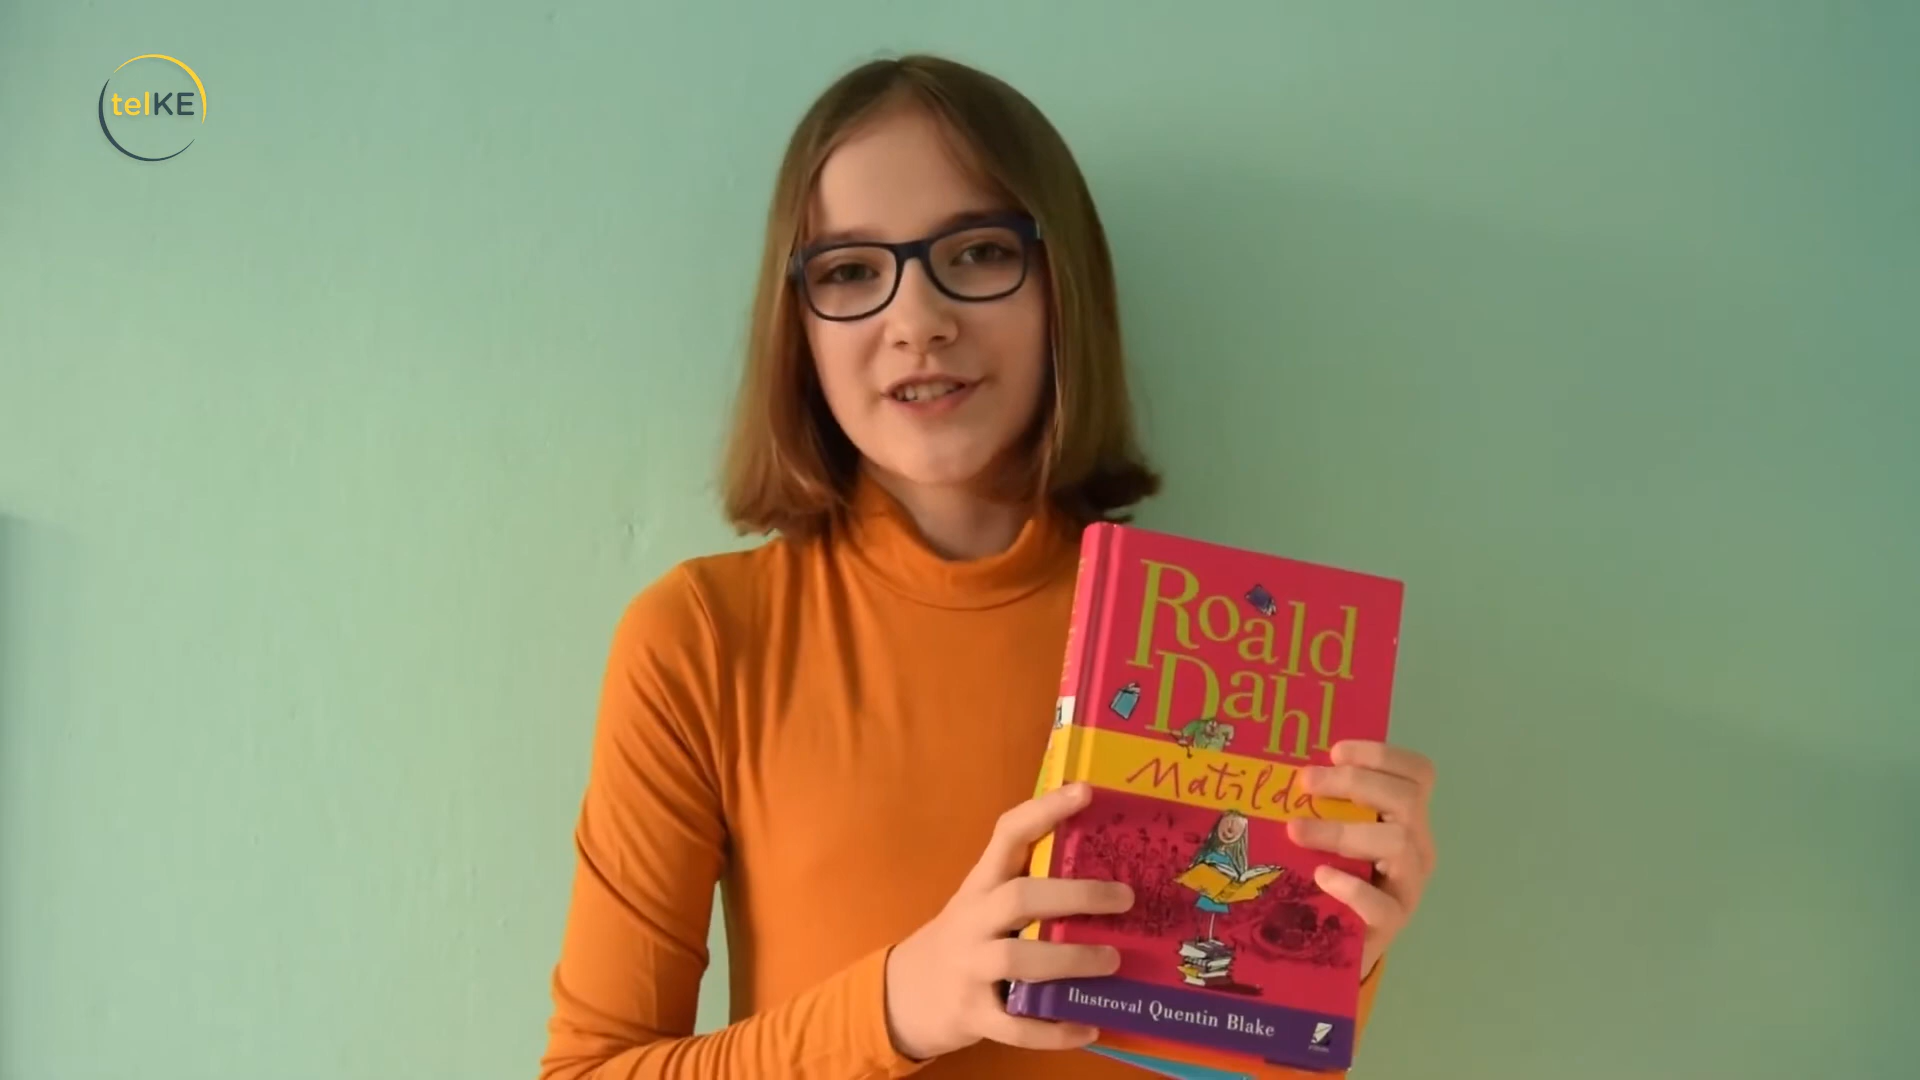 telKE
Roald
Dahl
Matilda
Ilustroval Quentin Blake